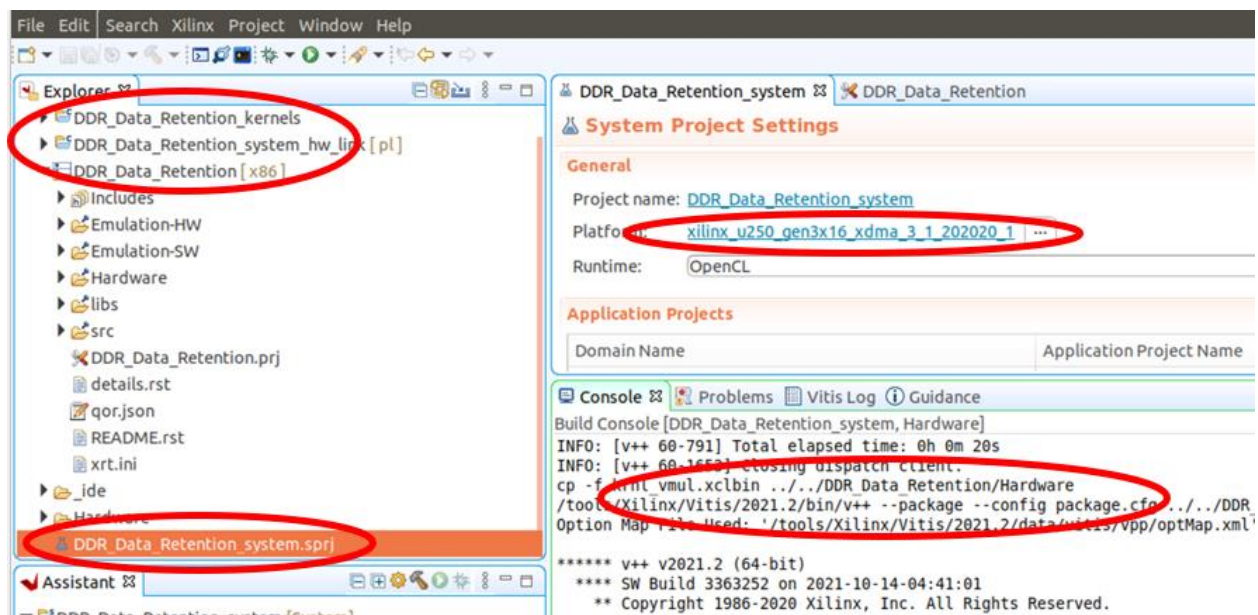 File Edit Search Xilinx Project Window Help
Explorer
DDR_Data_Retention_kernels
DDR_Data_Retention_system_hw_link [ pl ]
DDR_Data_Retention [ x86 ]
Includes
Emulation-HW
Emulation-SW
Hardware
libs
src
DDR_Data_Retention.prj
details.rst
qor.json
README.rst
xrt.ini
_ide
Hardware
DDR_Data_Retention_system.sprj
Assistant
DDR_Data_Retention_system [System]
DDR_Data_Retention_system DDR_Data_Retention
System Project Settings
General
Project name: DDR_Data_Retention_system
Platform: xilinx_u250_gen3x16_xdma_3_1_202020_1 ...
Runtime: OpenCL
Application Projects
Domain Name Application Project Name
Console Problems Vitis Log Guidance
Build Console [DDR_Data_Retention_system, Hardware]
INFO: [v++ 60-791] Total elapsed time: 0h 0m 20s
INFO: [v++ 60-1653] Closing dispatch client.
cp -f krnl_vmul.xclbin ../../DDR_Data_Retention/Hardware
/tools/Xilinx/Vitis/2021.2/bin/v++ --package --config package.cfg ../../DDR_
Option Map File Used: '/tools/Xilinx/Vitis/2021.2/data/vitis/vpp/optMap.xml'
****** v++ v2021.2 (64-bit)
**** SW Build 3363252 on 2021-10-14-04:41:01
** Copyright 1986-2020 Xilinx, Inc. All Rights Reserved.